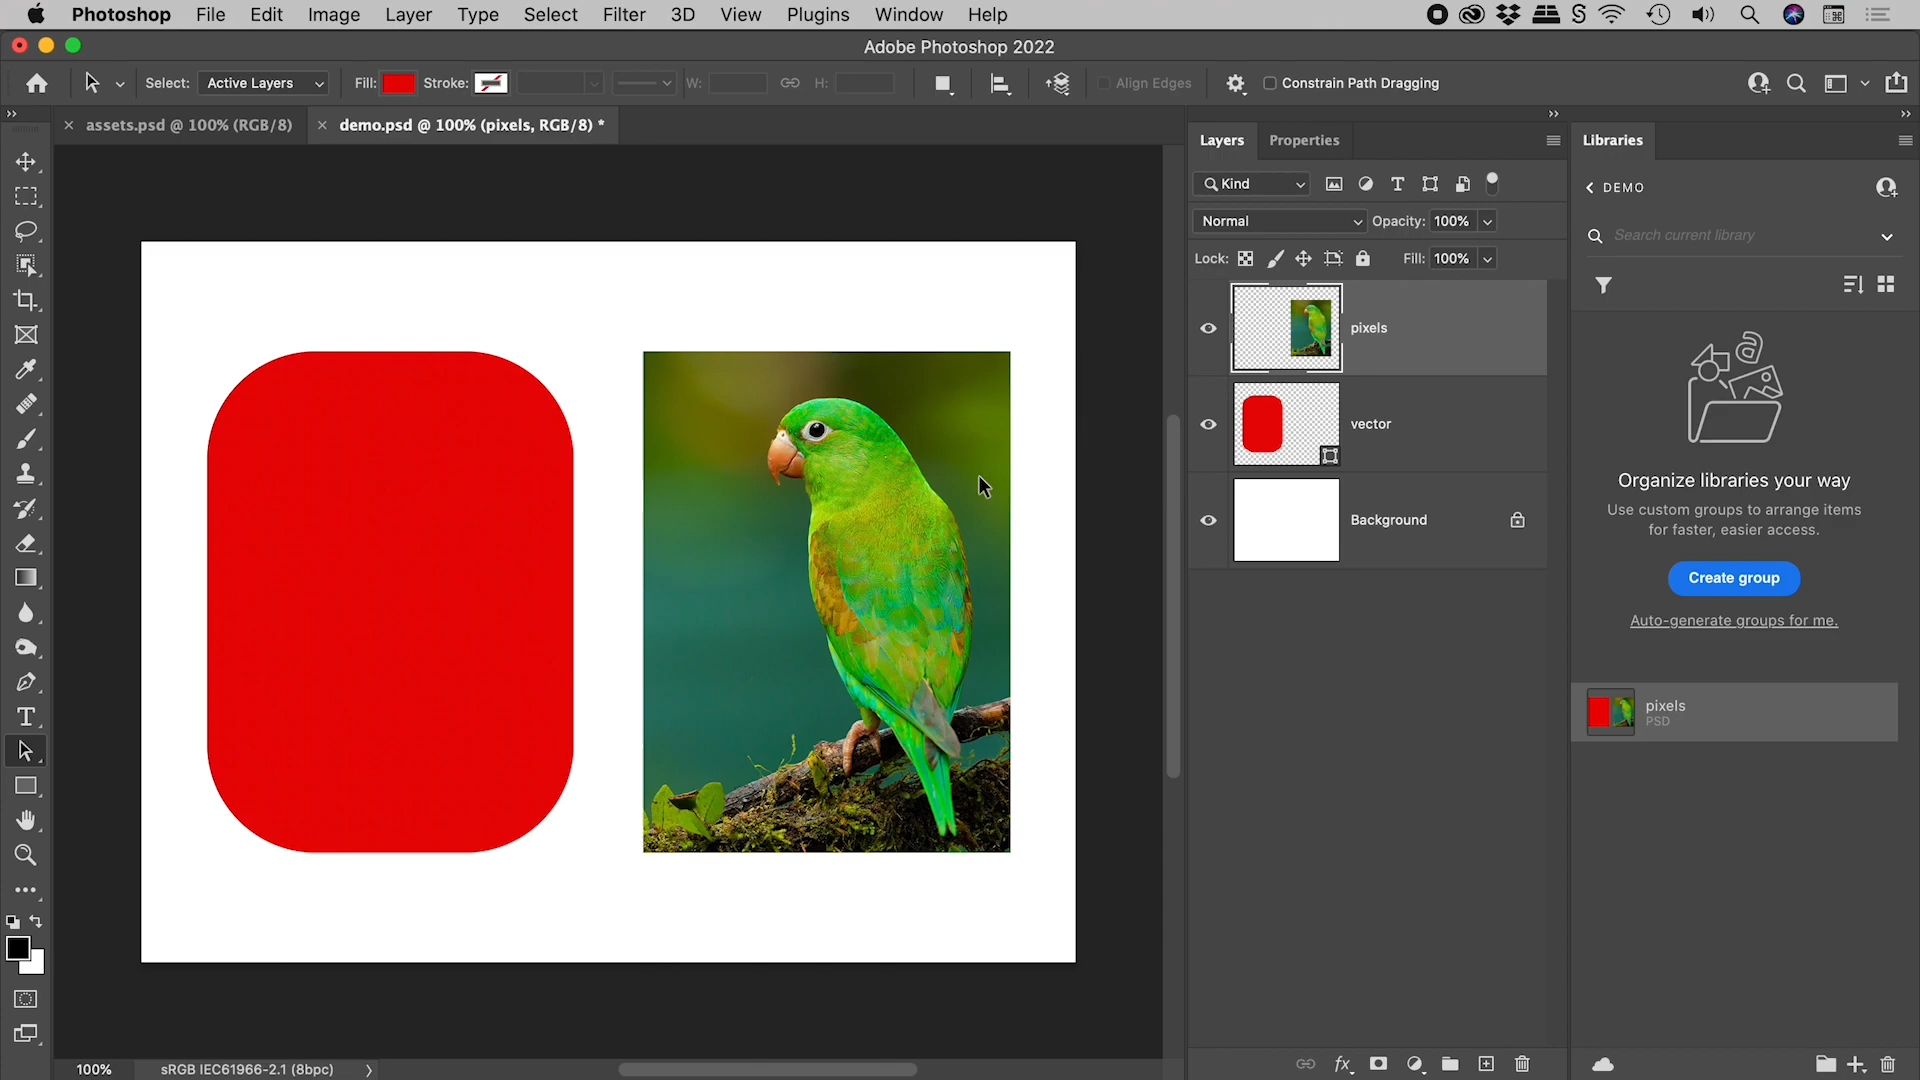 Photoshop File Edit Image Layer Type Select Filter 3D View Plugins Window Help
Adobe Photoshop 2022
Select: Active Layers Fill: Stroke: W: H: Align Edges Constrain Path Dragging
assets.psd @ 100% (RGB/8) demo.psd @ 100% (pixels, RGB/8) *
Layers Properties
Kind
Normal Opacity: 100%
Lock: Fill: 100%
pixels
vector
Background
Libraries
DEMO
Search current library
Organize libraries your way
Use custom groups to arrange items
for faster, easier access.
Create group
Auto-generate groups for me.
pixels
PSD
100% sRGB IEC61966-2.1 (8bpc)